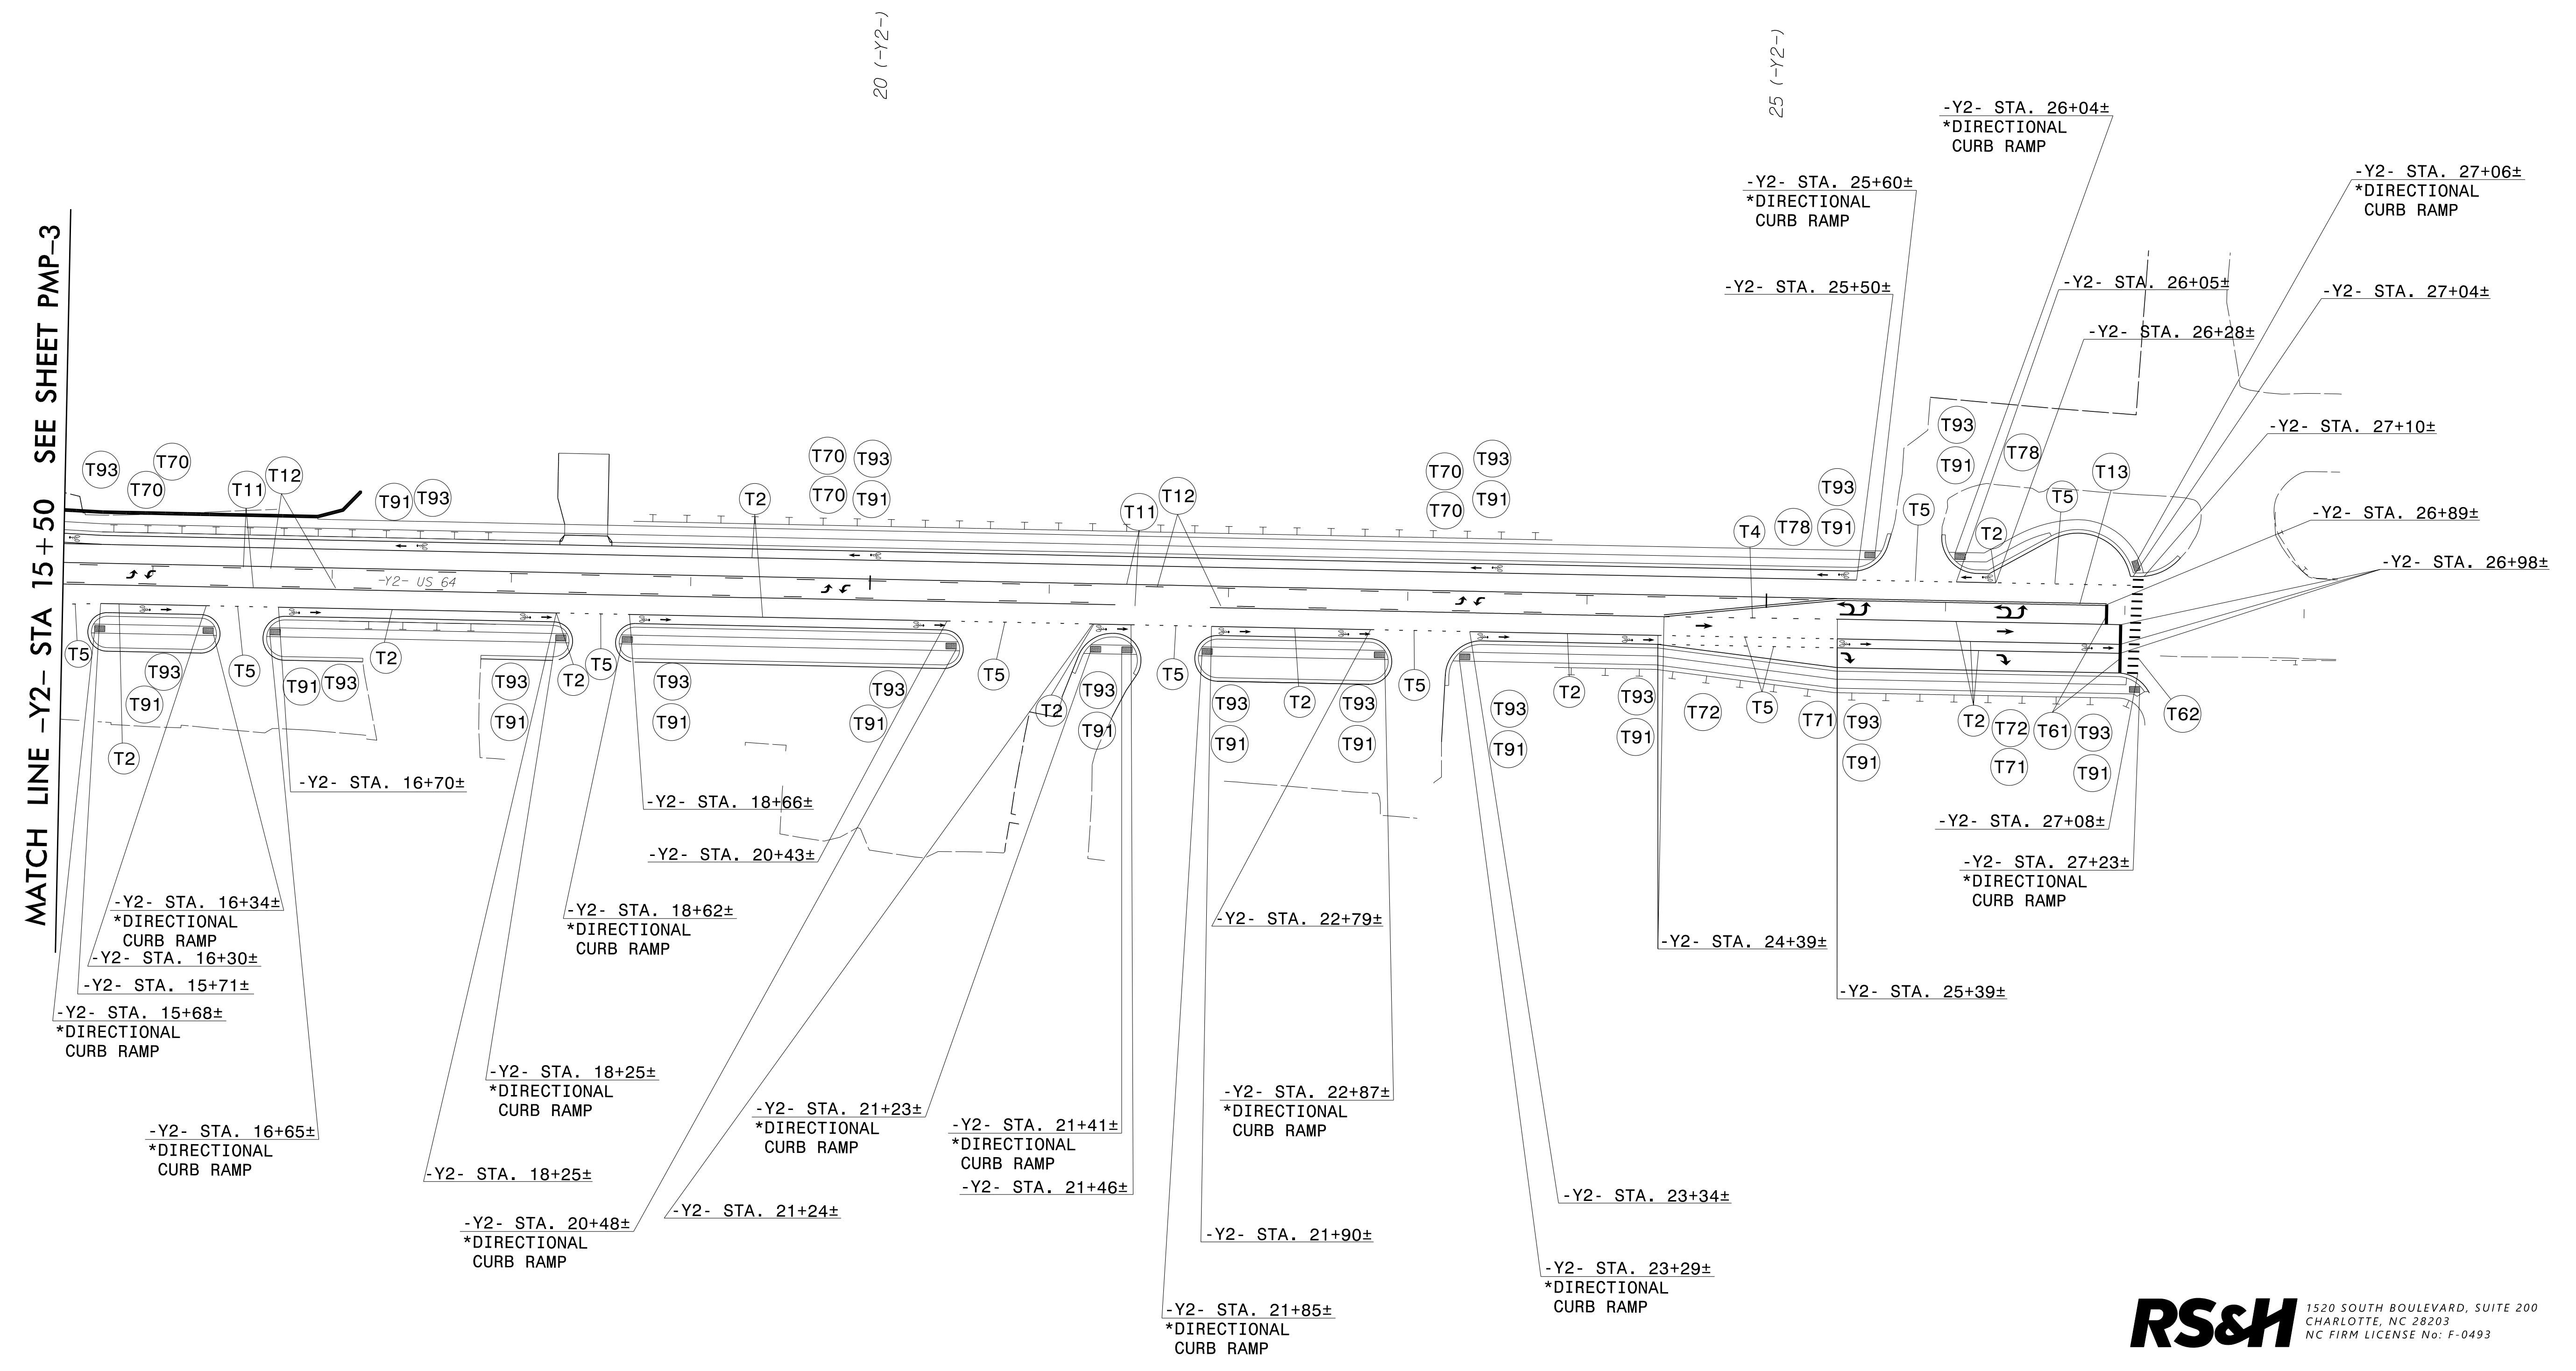 20 (-Y2-)
25 (-Y2-)
MATCH LINE -Y2- STA 15+50 SEE SHEET PMP-3
-Y2- STA. 26+04±
*DIRECTIONAL
CURB RAMP
-Y2- STA. 25+60±
*DIRECTIONAL
CURB RAMP
-Y2- STA. 27+06±
*DIRECTIONAL
CURB RAMP
-Y2- STA. 25+50±
-Y2- STA. 26+05±
-Y2- STA. 27+04±
-Y2- STA. 26+28±
-Y2- STA. 27+10±
-Y2- STA. 26+89±
-Y2- STA. 26+98±
T93
T70
T70
T11
T12
T91
T93
T2
T70
T93
T70
T91
T11
T12
T70
T93
T70
T91
T4
T78
T93
T91
T5
T93
T91
T78
T2
T5
T13
-Y2- US 64
T5
T93
T91
T2
T5
T91
T93
T2
T93
T91
T2
T5
T93
T91
T93
T91
T5
T2
T93
T91
T5
T93
T91
T2
T93
T91
T5
T93
T91
T2
T93
T91
T72
T5
T71
T93
T91
T2
T72
T71
T61
T93
T91
T62
-Y2- STA. 16+70±
-Y2- STA. 18+66±
-Y2- STA. 20+43±
-Y2- STA. 27+08±
-Y2- STA. 27+23±
*DIRECTIONAL
CURB RAMP
-Y2- STA. 16+34±
*DIRECTIONAL
CURB RAMP
-Y2- STA. 16+30±
-Y2- STA. 15+71±
-Y2- STA. 15+68±
*DIRECTIONAL
CURB RAMP
-Y2- STA. 18+62±
*DIRECTIONAL
CURB RAMP
-Y2- STA. 22+79±
-Y2- STA. 24+39±
-Y2- STA. 25+39±
-Y2- STA. 18+25±
*DIRECTIONAL
CURB RAMP
-Y2- STA. 16+65±
*DIRECTIONAL
CURB RAMP
-Y2- STA. 18+25±
-Y2- STA. 21+23±
*DIRECTIONAL
CURB RAMP
-Y2- STA. 21+41±
*DIRECTIONAL
CURB RAMP
-Y2- STA. 21+46±
-Y2- STA. 22+87±
*DIRECTIONAL
CURB RAMP
-Y2- STA. 23+34±
-Y2- STA. 21+24±
-Y2- STA. 20+48±
*DIRECTIONAL
CURB RAMP
-Y2- STA. 21+90±
-Y2- STA. 23+29±
*DIRECTIONAL
CURB RAMP
-Y2- STA. 21+85±
*DIRECTIONAL
CURB RAMP
RS&H
1520 SOUTH BOULEVARD, SUITE 200
CHARLOTTE, NC 28203
NC FIRM LICENSE No: F-0493